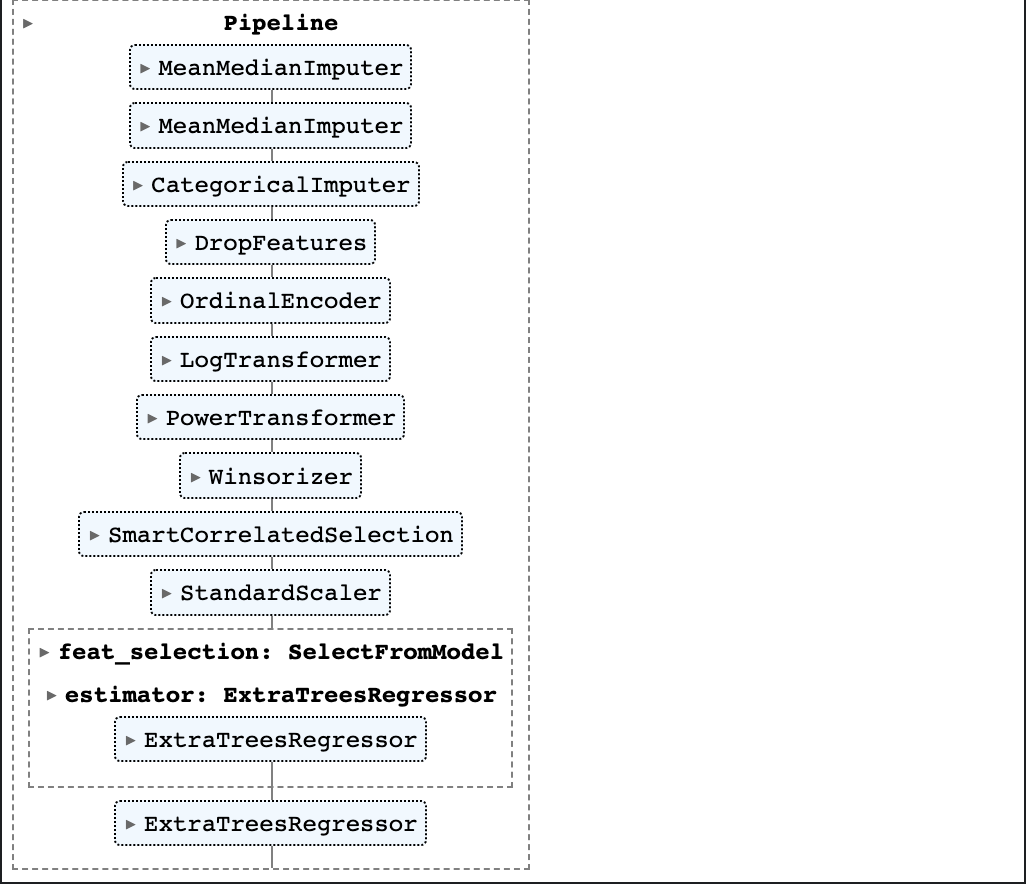 Pipeline
MeanMedianImputer
MeanMedianImputer
CategoricalImputer
DropFeatures
OrdinalEncoder
LogTransformer
PowerTransformer
Winsorizer
SmartCorrelatedSelection
StandardScaler
feat_selection: SelectFromModel
estimator: ExtraTreesRegressor
ExtraTreesRegressor
ExtraTreesRegressor